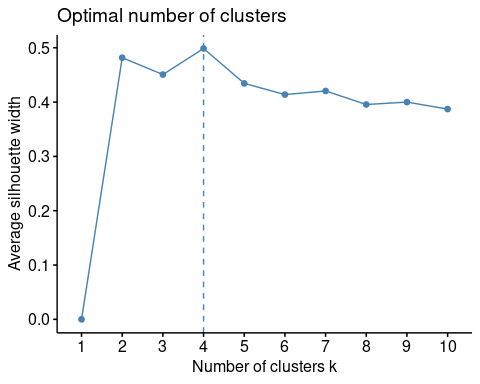 Optimal number of clusters
Average silhouette width
0.5
0.4
0.3
0.2
0.1
0.0
1 2 3 4 5 6 7 8 9 10
Number of clusters k